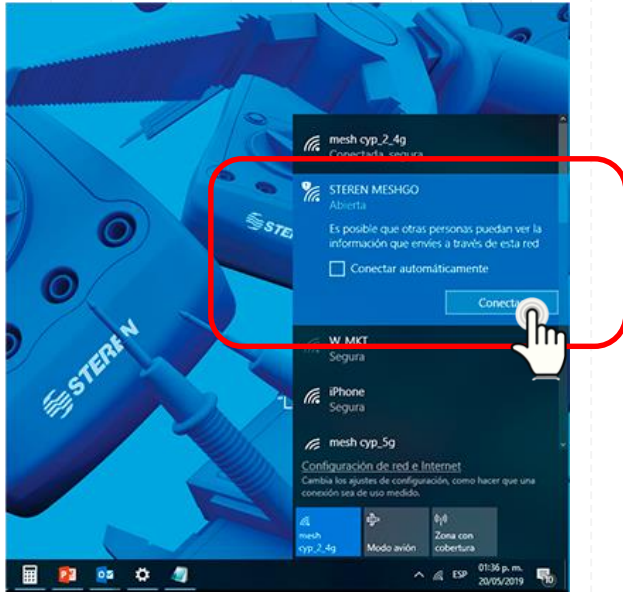 mesh cyp_2_4g
Conectada, segura
STEREN MESHGO
Abierta
Es posible que otras personas puedan ver la
información que envíes a través de esta red
Conectar automáticamente
Conectar
W_MKT
Segura
iPhone
Segura
mesh cyp_5g
Configuración de red e Internet
Cambia los ajustes de configuración, como hacer que una
conexión sea de uso medido.
mesh
cyp_2_4g
Modo avión
Zona con
cobertura
STEREN
ESP
01:36 p. m.
20/05/2019